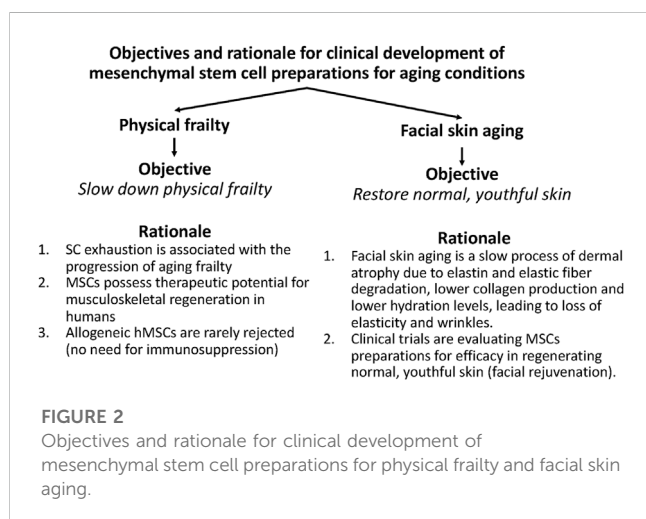 Objectives and rationale for clinical development of
mesenchymal stem cell preparations for aging conditions
Physical frailty
Objective
Slow down physical frailty
Rationale
1. SC exhaustion is associated with the
progression of aging frailty
2. MSCs possess therapeutic potential for
musculoskeletal regeneration in
humans
3. Allogeneic hMSCs are rarely rejected
(no need for immunosuppression)
Facial skin aging
Objective
Restore normal, youthful skin
Rationale
1. Facial skin aging is a slow process of dermal
atrophy due to elastin and elastic fiber
degradation, lower collagen production and
lower hydration levels, leading to loss of
elasticity and wrinkles.
2. Clinical trials are evaluating MSCs
preparations for efficacy in regenerating
normal, youthful skin (facial rejuvenation).
FIGURE 2
Objectives and rationale for clinical development of
mesenchymal stem cell preparations for physical frailty and facial skin
aging.